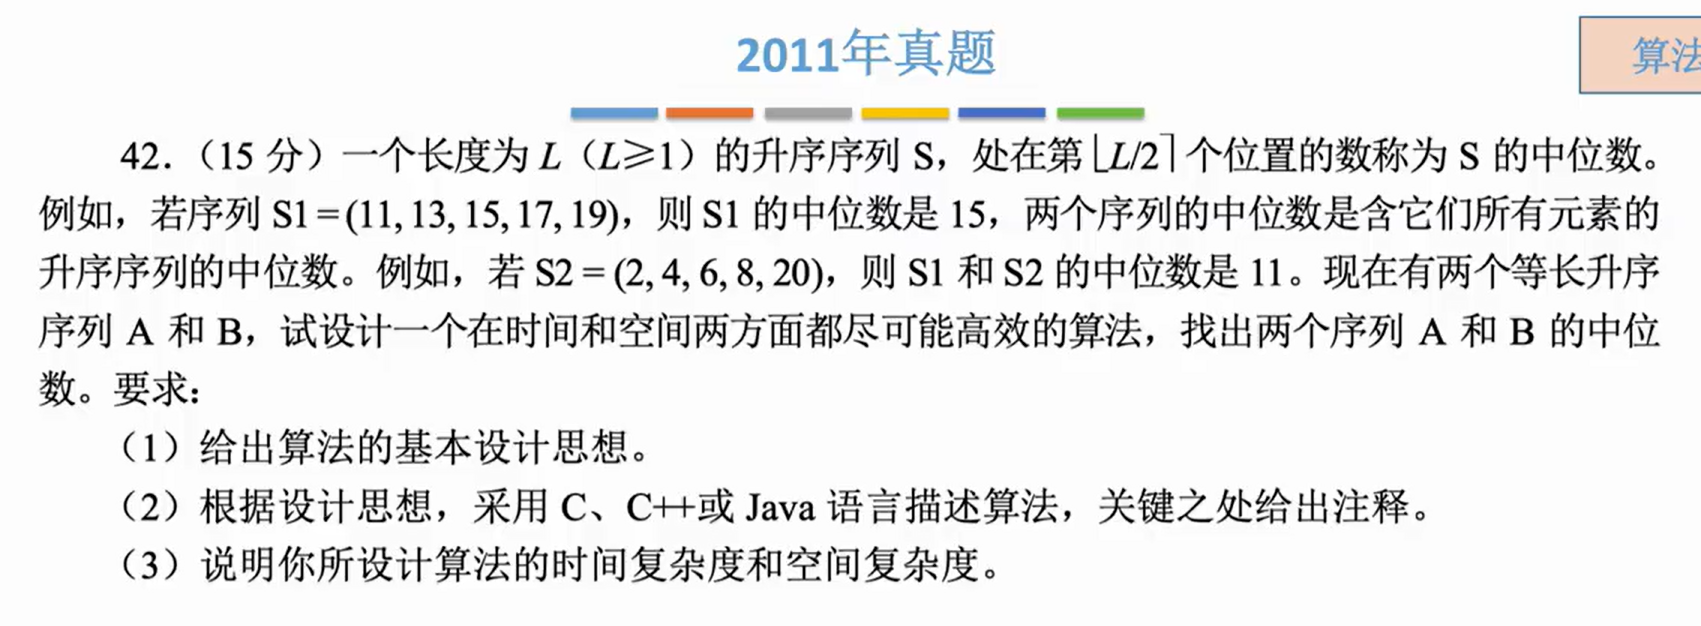 2011年真题
算法
42.（15 分）一个长度为 L（L≥1）的升序序列 S，处在第⌊L/2⌉个位置的数称为 S 的中位数。
例如，若序列 S1=(11, 13, 15, 17, 19)，则 S1 的中位数是 15，两个序列的中位数是含它们所有元素的
升序序列的中位数。例如，若 S2=(2, 4, 6, 8, 20)，则 S1 和 S2 的中位数是 11。现在有两个等长升序
序列 A 和 B，试设计一个在时间和空间两方面都尽可能高效的算法，找出两个序列 A 和 B 的中位
数。要求：
（1）给出算法的基本设计思想。
（2）根据设计思想，采用 C、C++或 Java 语言描述算法，关键之处给出注释。
（3）说明你所设计算法的时间复杂度和空间复杂度。